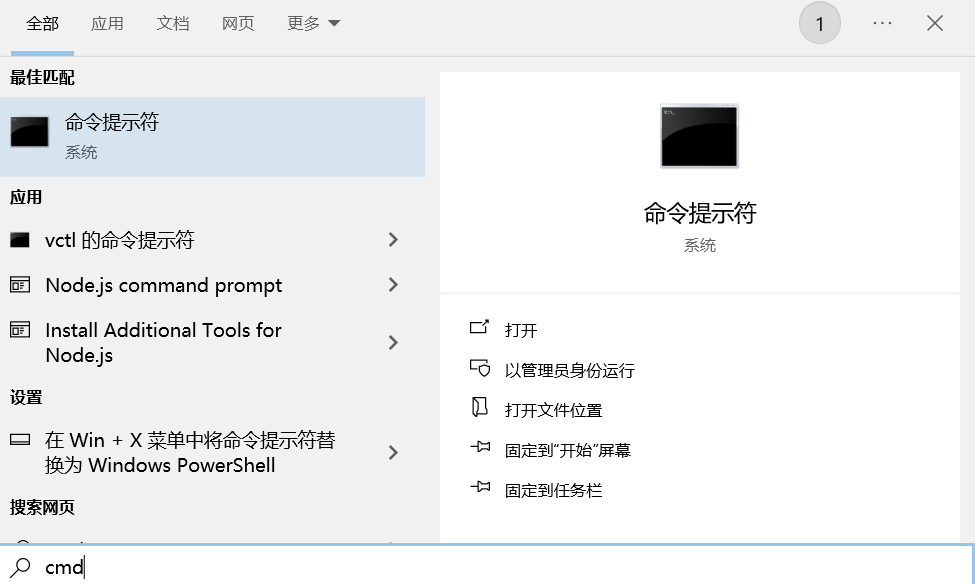 全部 应用 文档 网页 更多 1 ···
最佳匹配
命令提示符
系统
应用
vctl 的命令提示符
Node.js command prompt
Install Additional Tools for
Node.js
设置
在 Win + X 菜单中将命令提示符替
换为 Windows PowerShell
搜索网页
命令提示符
系统
打开
以管理员身份运行
打开文件位置
固定到“开始”屏幕
固定到任务栏
cmd